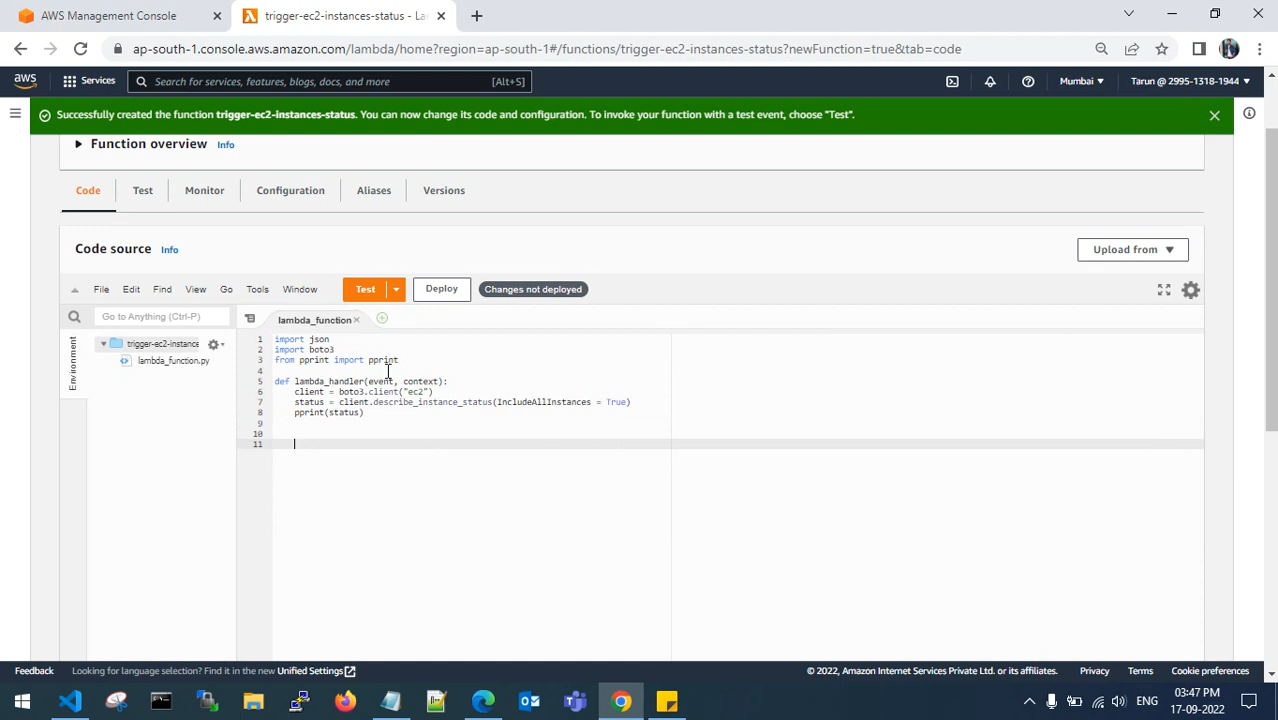 AWS Management Console
trigger-ec2-instances-status - La
ap-south-1.console.aws.amazon.com/lambda/home?region=ap-south-1#/functions/trigger-ec2-instances-status?newFunction=true&tab=code
aws
Services
Search for services, features, blogs, docs, and more
[Alt+S]
Mumbai
Tarun @ 2995-1318-1944
Successfully created the function trigger-ec2-instances-status. You can now change its code and configuration. To invoke your function with a test event, choose "Test".
Function overview Info
Code Test Monitor Configuration Aliases Versions
Code source Info
Upload from
File Edit Find View Go Tools Window Test Deploy Changes not deployed
Go to Anything (Ctrl-P)
lambda_function
Environment
trigger-ec2-instance
lambda_function.py
1 import json
2 import boto3
3 from pprint import pprint
4
5 def lambda_handler(event, context):
6 client = boto3.client("ec2")
7 status = client.describe_instance_status(IncludeAllInstances = True)
8 pprint(status)
9
10
11
Feedback Looking for language selection? Find it in the new Unified Settings
© 2022, Amazon Internet Services Private Ltd. or its affiliates. Privacy Terms Cookie preferences
ENG
03:47 PM
17-09-2022